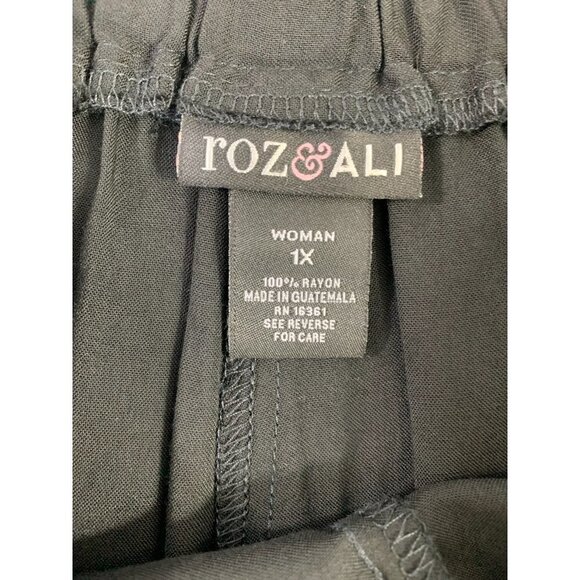 roz&ALI
WOMAN
1X
100% RAYON
MADE IN GUATEMALA
RN 16361
SEE REVERSE
FOR CARE